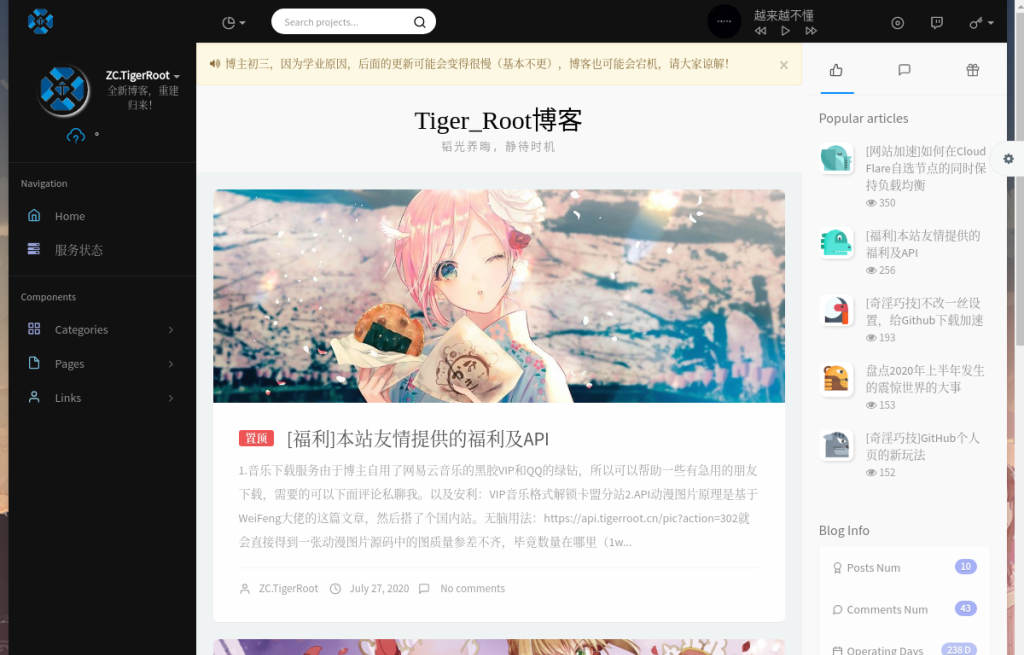 Search projects...
越来越不懂
ZC.TigerRoot
全新博客，重建
归来!
Navigation
Home
服务状态
Components
Categories
Pages
Links
博主初三，因为学业原因，后面的更新可能会变得很慢（基本不更），博客也可能会宕机，请大家谅解！
×
Tiger_Root博客
韬光养晦，静待时机
置顶 [福利]本站友情提供的福利及API
1.音乐下载服务由于博主自用了网易云音乐的黑胶VIP和QQ的绿钻，所以可以帮助一些有急用的朋友
下载，需要的可以下面评论私聊我。以及安利：VIP音乐格式解锁卡盟分站2.API动漫图片原理是基于
WeiFeng大佬的这篇文章，然后搭了个国内站。无脑用法：https://api.tigerroot.cn/pic?action=302就
会直接得到一张动漫图片源码中的图质量参差不齐，毕竟数量在哪里（1w...
ZC.TigerRoot July 27, 2020 No comments
Popular articles
[网站加速]如何在Cloud
Flare自选节点的同时保
持负载均衡
350
[福利]本站友情提供的
福利及API
256
[奇淫巧技]不改一丝设
置，给Github下载加速
193
盘点2020年上半年发生
的震惊世界的大事
153
[奇淫巧技]GitHub个人
页的新玩法
152
Blog Info
Posts Num 10
Comments Num 43
Operating Days 238 D